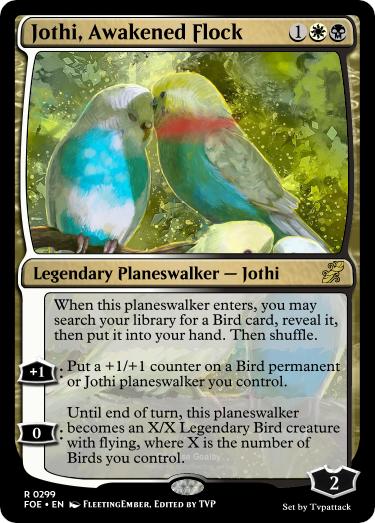 Jothi, Awakened Flock 1
Legendary Planeswalker — Jothi
When this planeswalker enters, you may
search your library for a Bird card, reveal it,
then put it into your hand. Then shuffle.
+1: Put a +1/+1 counter on a Bird permanent
or Jothi planeswalker you control.
Until end of turn, this planeswalker
0: becomes an X/X Legendary Bird creature
with flying, where X is the number of
Birds you control.
2
R 0299
FOE • EN FleetingEmber, Edited by TVP
Set by Tvpattack